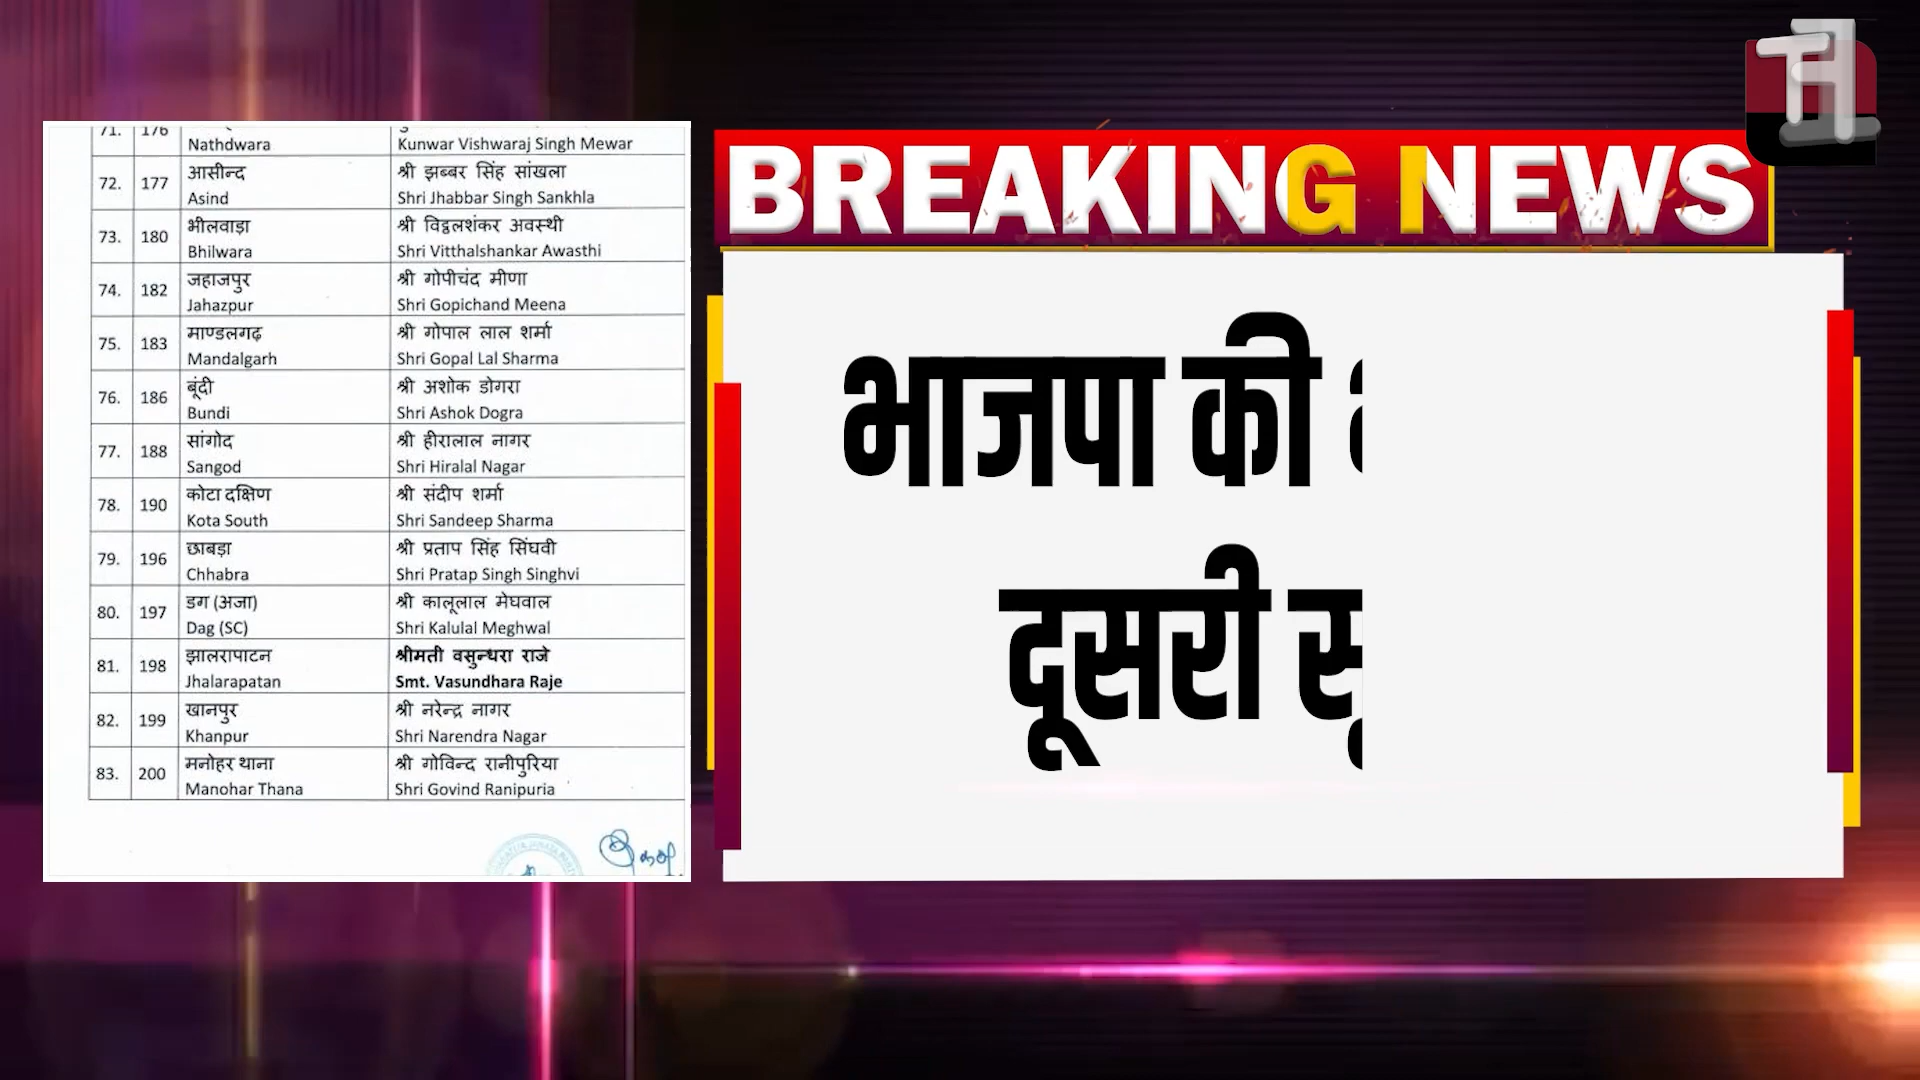 71. 176
Nathdwara Kunwar Vishwaraj Singh Mewar
72. 177 आसीन्द श्री झब्बर सिंह सांखला
Asind Shri Jhabbar Singh Sankhla
73. 180 भीलवाड़ा श्री विट्ठलशंकर अवस्थी
Bhilwara Shri Vitthalshankar Awasthi
74. 182 जहाजपुर श्री गोपीचंद मीणा
Jahazpur Shri Gopichand Meena
75. 183 माण्डलगढ़ श्री गोपाल लाल शर्मा
Mandalgarh Shri Gopal Lal Sharma
76. 186 बूंदी श्री अशोक डोगरा
Bundi Shri Ashok Dogra
77. 188 सांगोद श्री हीरालाल नागर
Sangod Shri Hiralal Nagar
78. 190 कोटा दक्षिण श्री संदीप शर्मा
Kota South Shri Sandeep Sharma
79. 196 छाबड़ा श्री प्रताप सिंह सिंघवी
Chhabra Shri Pratap Singh Singhvi
80. 197 डग (अजा) श्री कालूलाल मेघवाल
Dag (SC) Shri Kalulal Meghwal
81. 198 झालरापाटन श्रीमती वसुन्धरा राजे
Jhalarapatan Smt. Vasundhara Raje
82. 199 खानपुर श्री नरेन्द्र नागर
Khanpur Shri Narendra Nagar
83. 200 मनोहर थाना श्री गोविन्द रानीपुरिया
Manohar Thana Shri Govind Ranipuria
BREAKING NEWS
भाजपा की
दूसरी